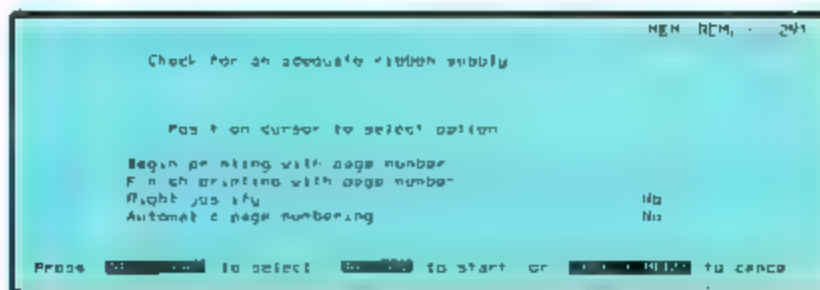 Check for an adequate ribbon supply
Position cursor to select option
Begin printing with page number
Finish printing with page number
Right justify No
Automatic page numbering No
Press to select to start or to cancel